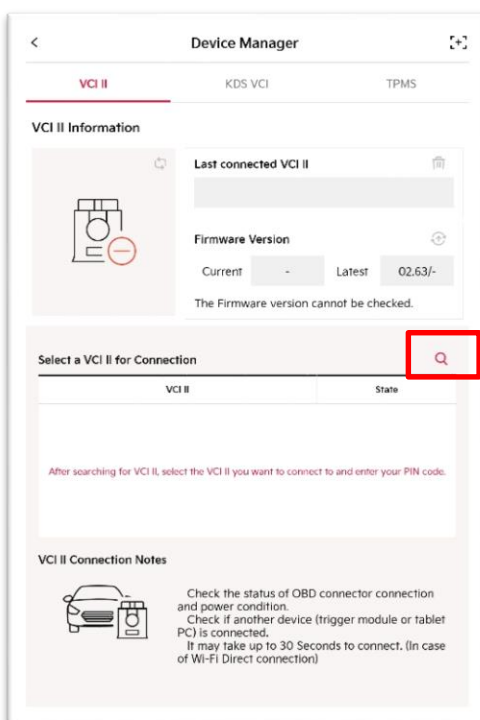 Device Manager
VCI II KDS VCI TPMS
VCI II Information
Last connected VCI II
Firmware Version
Current - Latest 02.63/-
The Firmware version cannot be checked.
Select a VCI II for Connection
VCI II State
After searching for VCI II, select the VCI II you want to connect to and enter your PIN code.
VCI II Connection Notes
Check the status of OBD connector connection
and power condition.
Check if another device (trigger module or tablet
PC) is connected.
It may take up to 30 Seconds to connect. (In case
of Wi-Fi Direct connection)